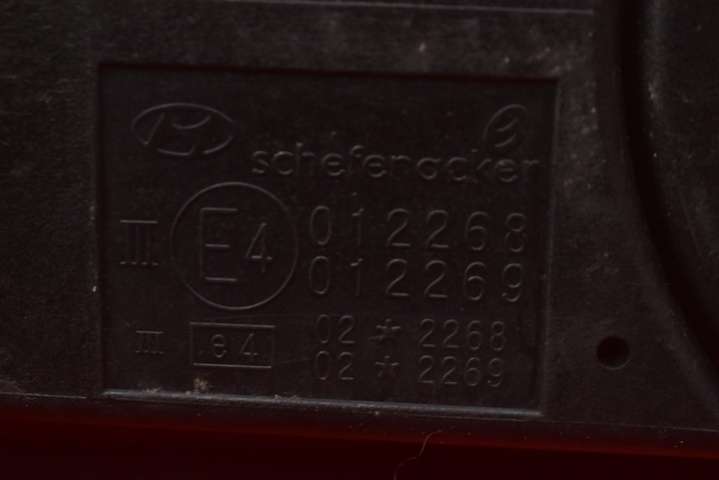 schefenacker
III E4 012268
012269
III e4 02 * 2268
02 * 2269